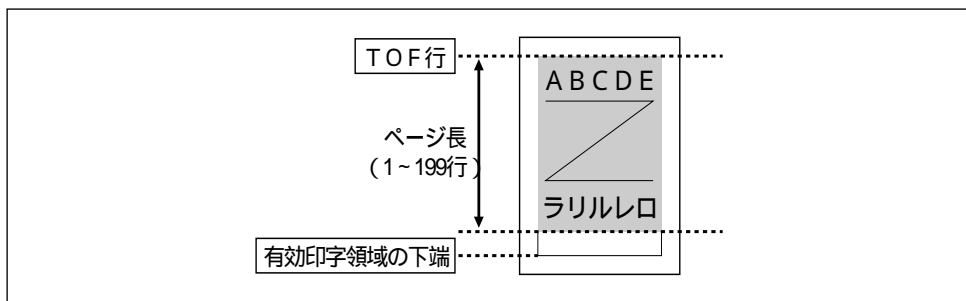 ＴＯＦ行
ＡＢＣＤＥ
ページ長
（1~199行）
ラリルレロ
有効印字領域の下端